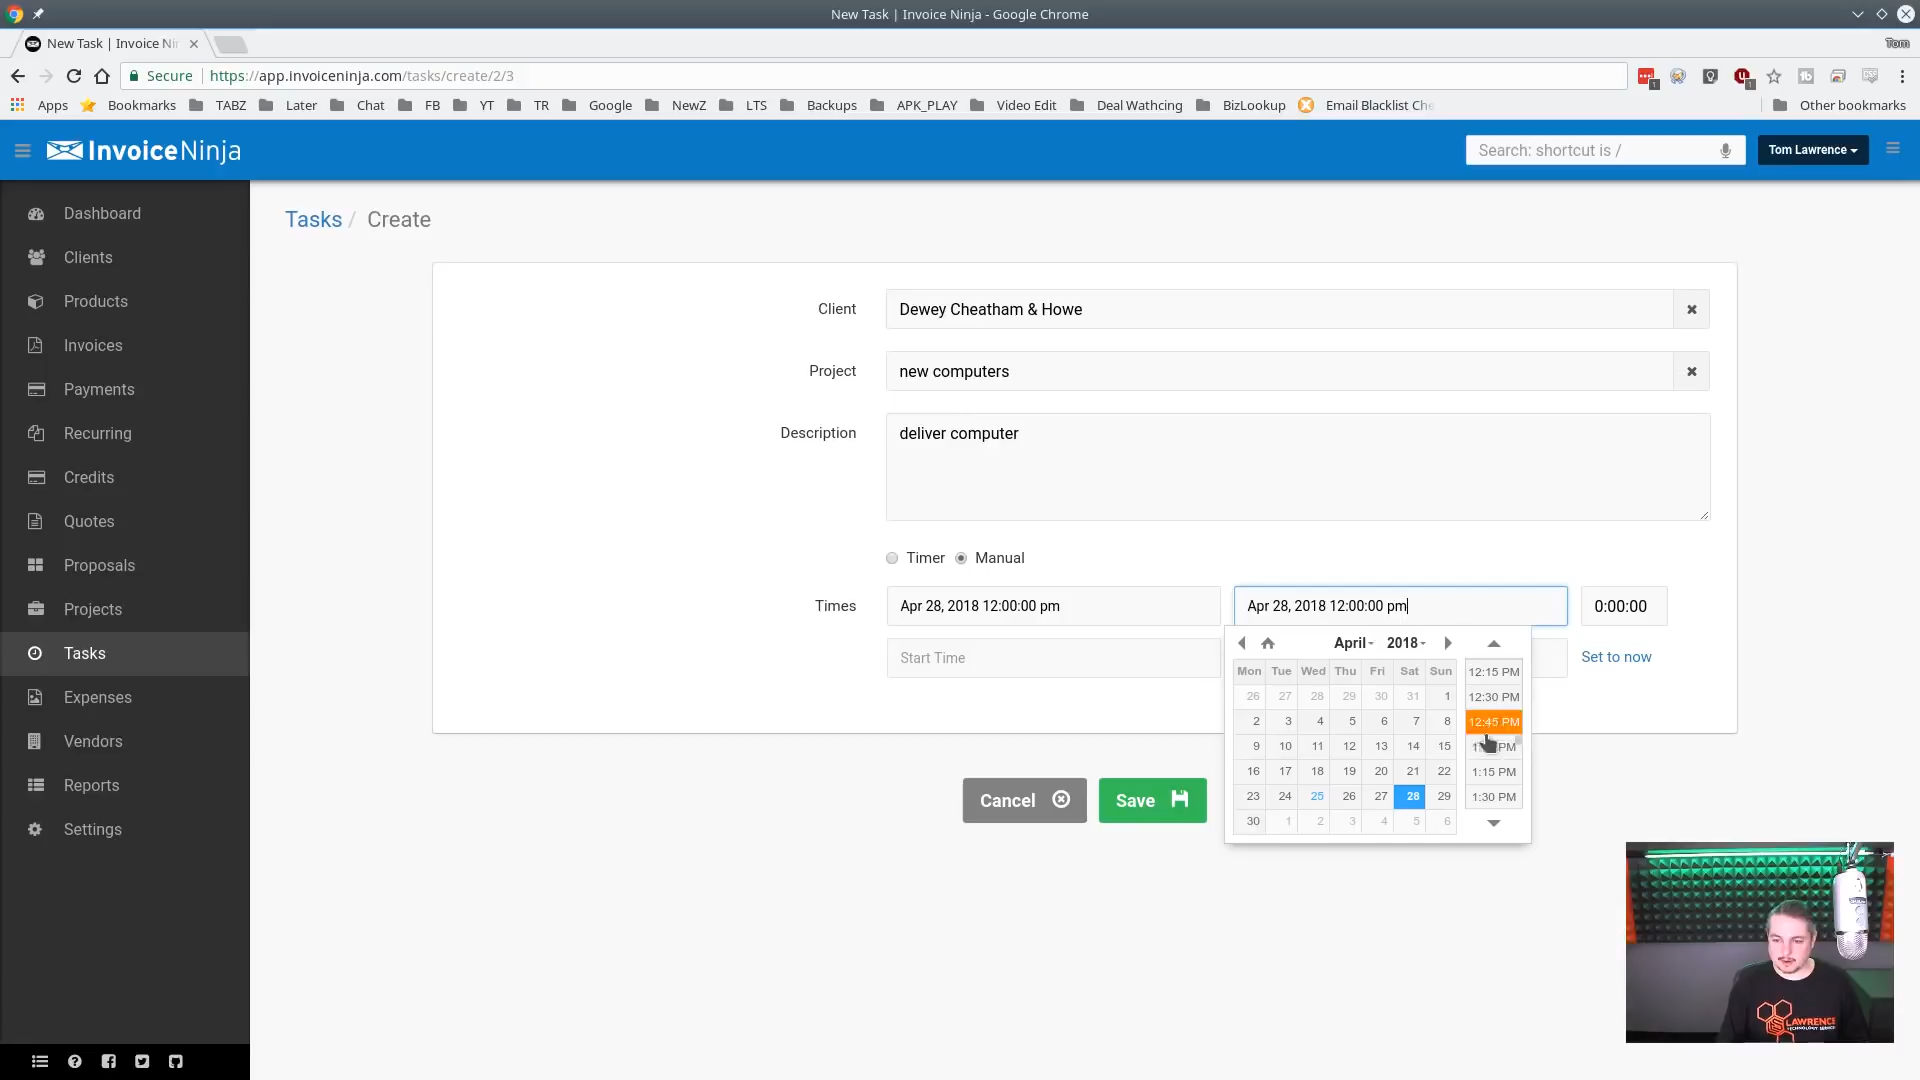 New Task | Invoice Ninja - Google Chrome
New Task | Invoice Nin
Tom
Secure https://app.invoiceninja.com/tasks/create/2/3
Apps Bookmarks TABZ Later Chat FB YT TR Google NewZ LTS Backups APK_PLAY Video Edit Deal Wathcing BizLookup Email Blacklist Che Other bookmarks
InvoiceNinja
Search: shortcut is /
Tom Lawrence
Dashboard
Clients
Products
Invoices
Payments
Recurring
Credits
Quotes
Proposals
Projects
Tasks
Expenses
Vendors
Reports
Settings
Tasks / Create
Client Dewey Cheatham & Howe
Project new computers
Description deliver computer
Timer Manual
Times Apr 28, 2018 12:00:00 pm Apr 28, 2018 12:00:00 pm 0:00:00
Start Time Set to now
April 2018
Mon Tue Wed Thu Fri Sat Sun
26 27 28 29 30 31 1
2 3 4 5 6 7 8
9 10 11 12 13 14 15
16 17 18 19 20 21 22
23 24 25 26 27 28 29
30 1 2 3 4 5 6
12:15 PM
12:30 PM
12:45 PM
PM
1:15 PM
1:30 PM
Cancel Save
LAWRENCE
TECHNOLOGY SERVICES